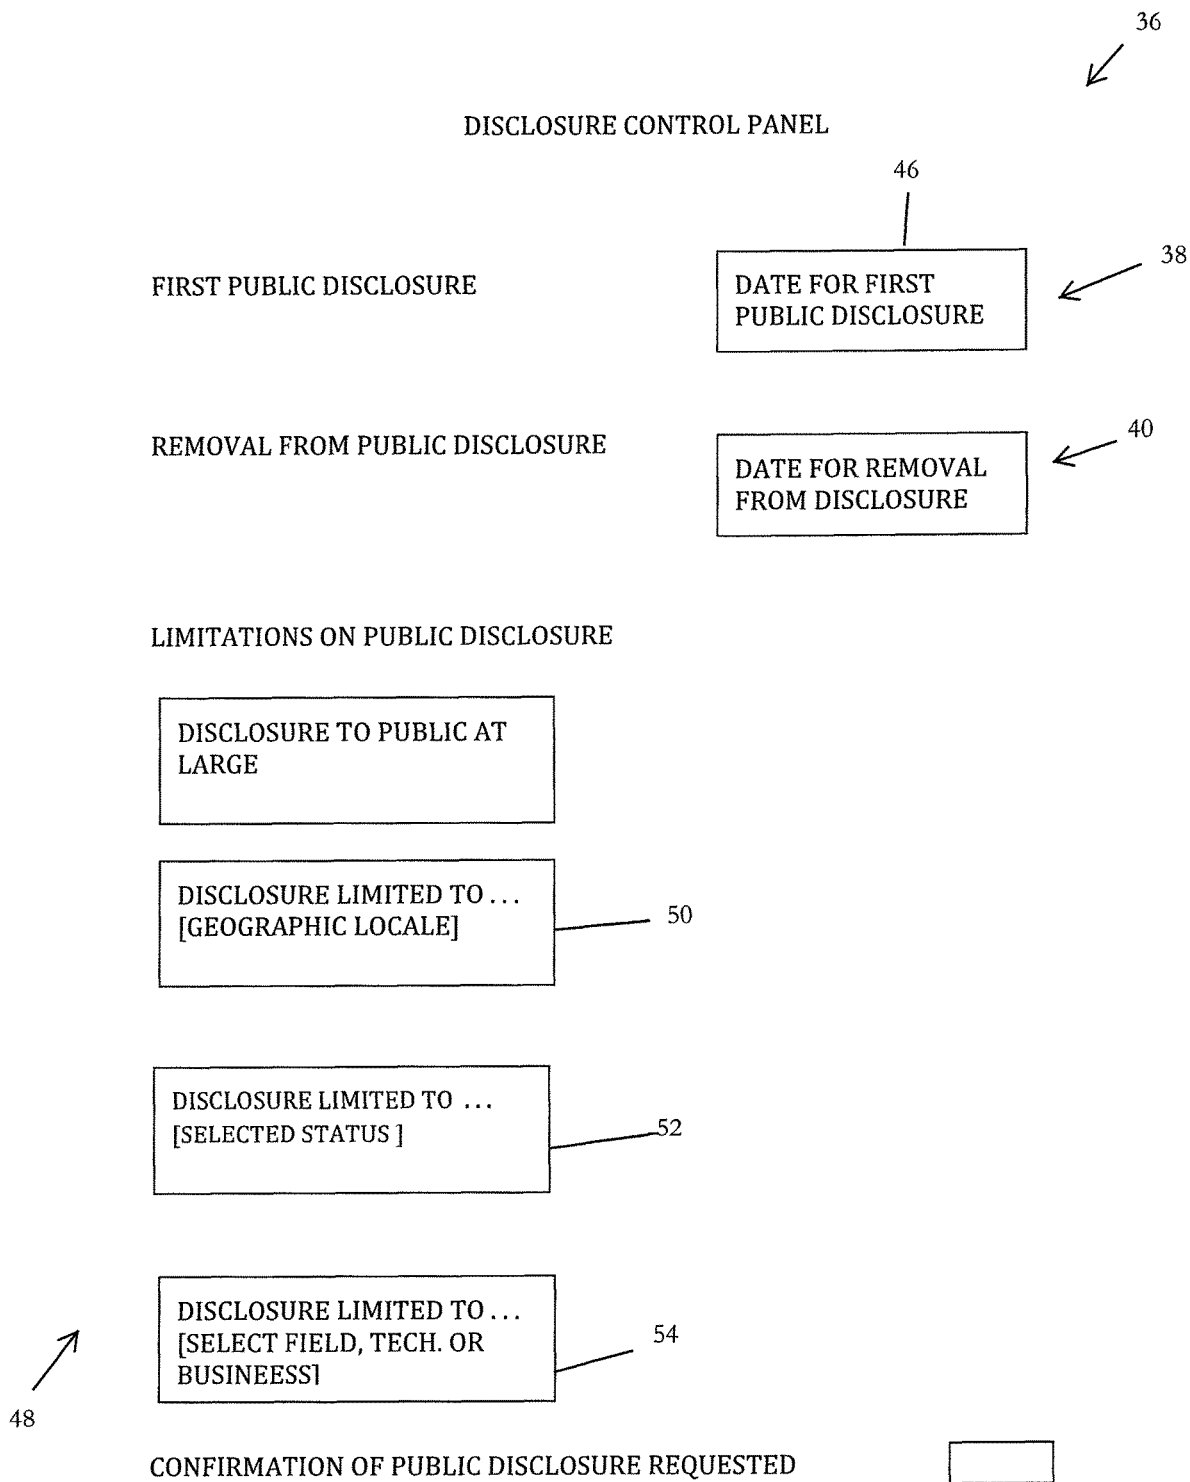 36
DISCLOSURE CONTROL PANEL
46
FIRST PUBLIC DISCLOSURE
DATE FOR FIRST
PUBLIC DISCLOSURE
38
REMOVAL FROM PUBLIC DISCLOSURE
DATE FOR REMOVAL
FROM DISCLOSURE
40
LIMITATIONS ON PUBLIC DISCLOSURE
DISCLOSURE TO PUBLIC AT
LARGE
DISCLOSURE LIMITED TO ...
[GEOGRAPHIC LOCALE]
50
DISCLOSURE LIMITED TO ...
[SELECTED STATUS ]
52
DISCLOSURE LIMITED TO ...
[SELECT FIELD, TECH. OR
BUSINEESS]
54
48
CONFIRMATION OF PUBLIC DISCLOSURE REQUESTED